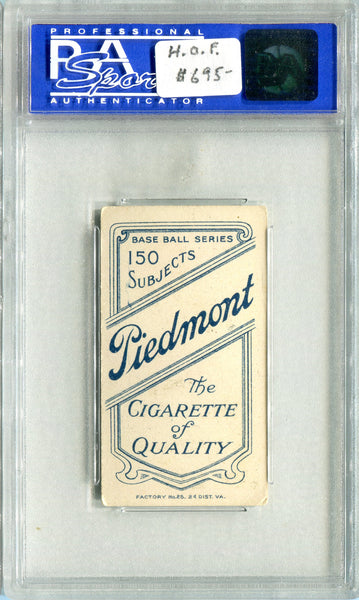 PROFESSIONAL
PSA
Sports
AUTHENTICATOR
H.O.F.
#695-
BASE BALL SERIES
150
SUBJECTS
Piedmont
The
CIGARETTE
of
QUALITY
FACTORY No. 25, 2d DIST. VA.